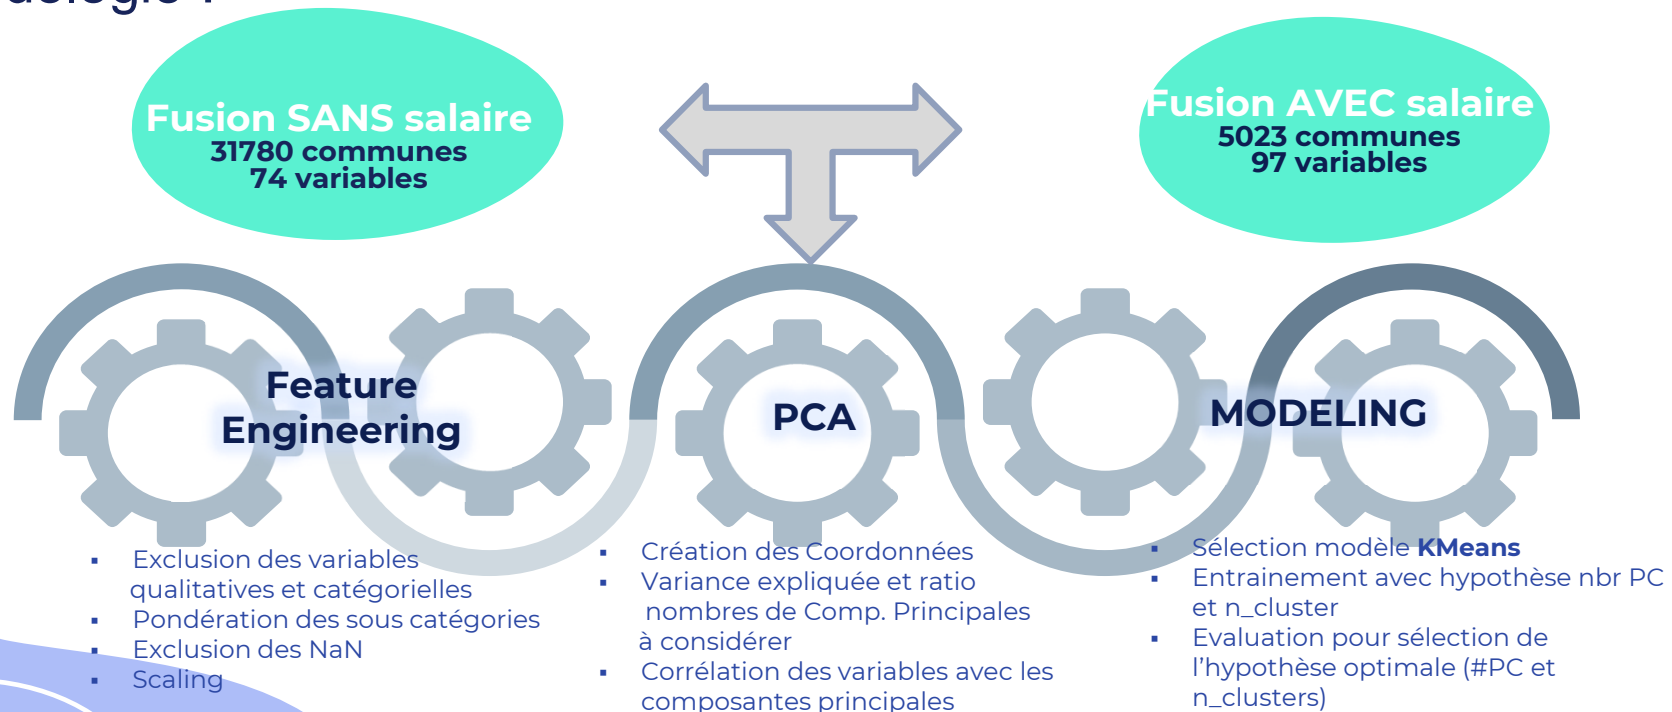 Fusion SANS salaire
31780 communes
74 variables
Fusion AVEC salaire
5023 communes
97 variables
Feature
Engineering
PCA
MODELING
▪ Exclusion des variables
qualitatives et catégorielles
▪ Pondération des sous catégories
▪ Exclusion des NaN
▪ Scaling
▪ Création des Coordonnées
▪ Variance expliquée et ratio
nombres de Comp. Principales
à considérer
▪ Corrélation des variables avec les
composantes principales
▪ Sélection modèle KMeans
▪ Entrainement avec hypothèse nbr PC
et n_cluster
▪ Evaluation pour sélection de
l’hypothèse optimale (#PC et
n_clusters)